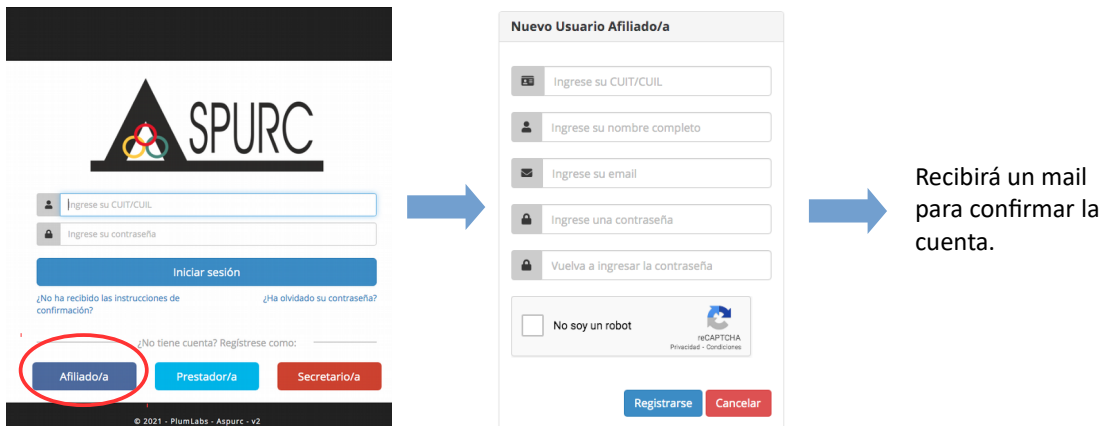 SPURC
Ingrese su CUIT/CUIL
Ingrese su contraseña
Iniciar sesión
¿No ha recibido las instrucciones de
confirmación?
¿Ha olvidado su contraseña?
¿No tiene cuenta? Regístrese como:
Afiliado/a
Prestador/a
Secretario/a
© 2021 - PlumLabs - Aspurc - v2
Nuevo Usuario Afiliado/a
Ingrese su CUIT/CUIL
Ingrese su nombre completo
Ingrese su email
Ingrese una contraseña
Vuelva a ingresar la contraseña
No soy un robot
reCAPTCHA
Privacidad - Condiciones
Registrarse
Cancelar
Recibirá un mail
para confirmar la
cuenta.